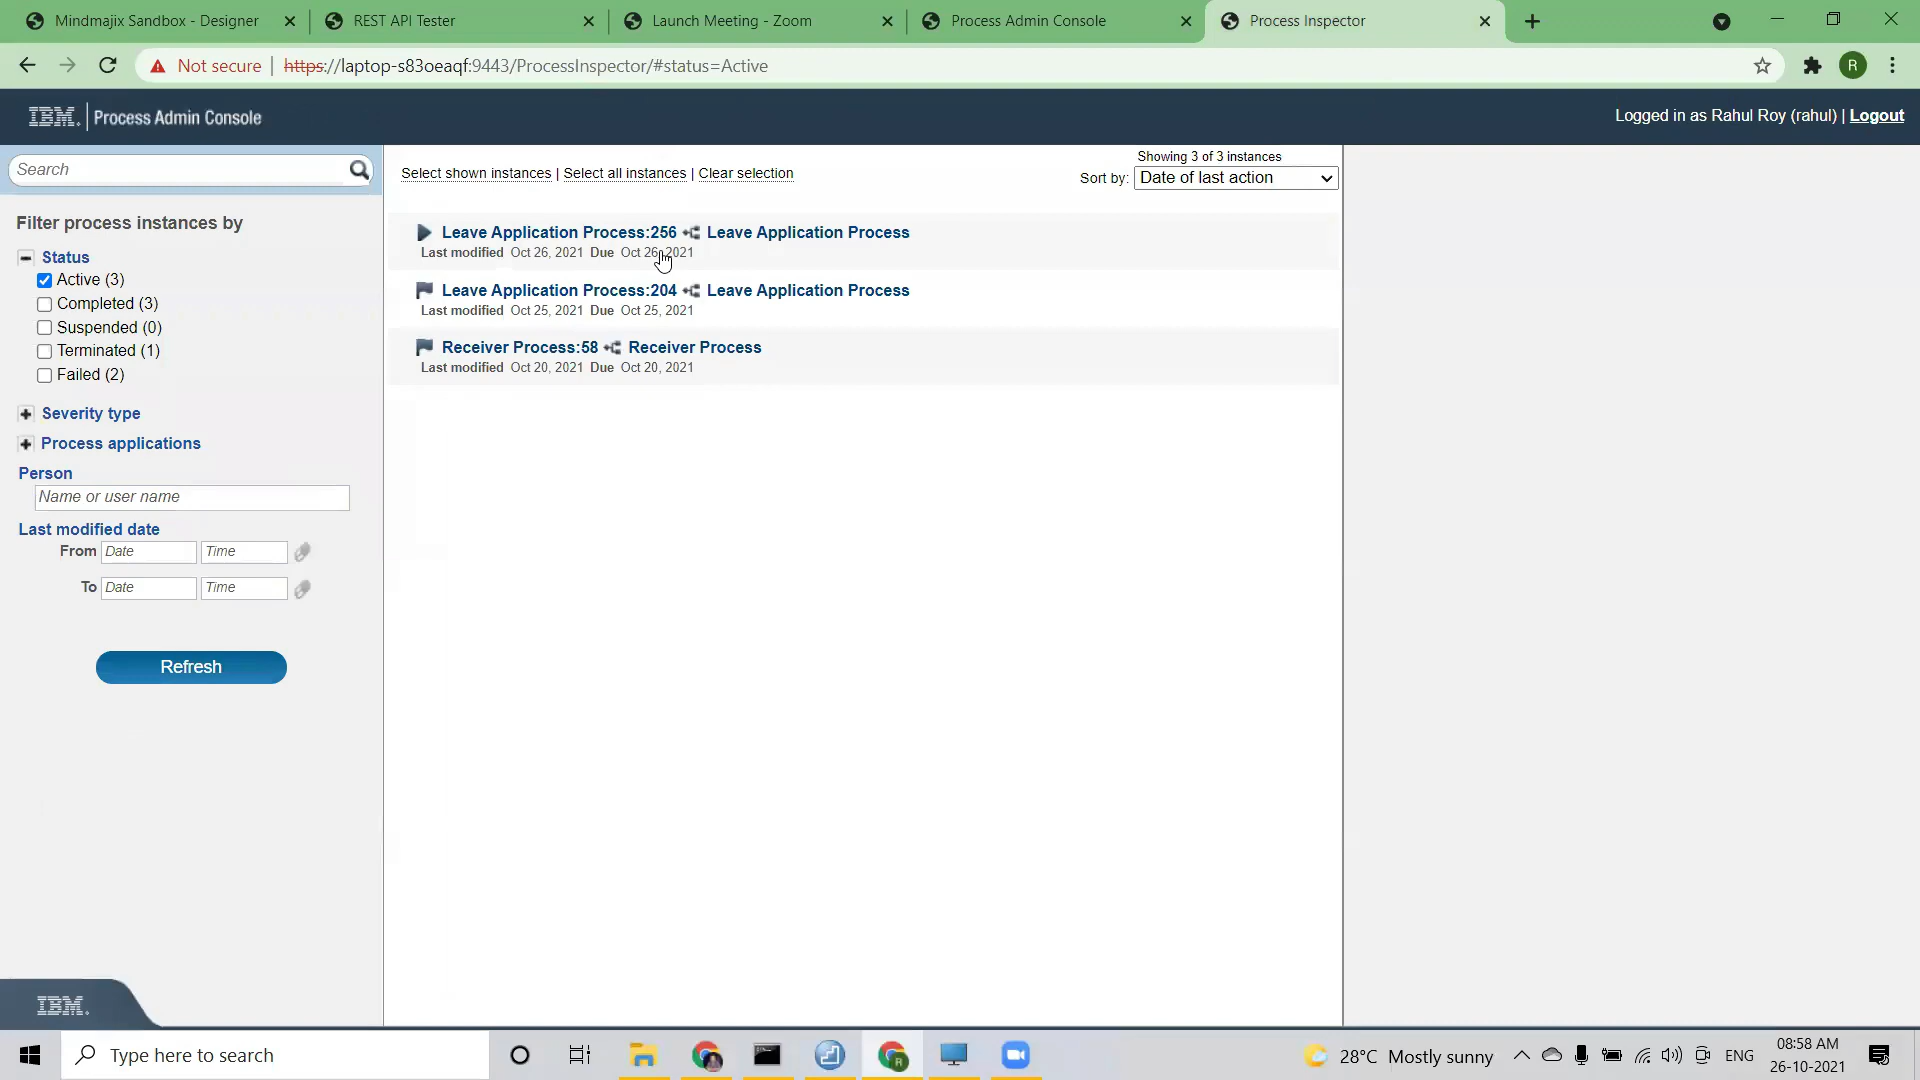 Mindmajix Sandbox - Designer
REST API Tester
Launch Meeting - Zoom
Process Admin Console
Process Inspector
Not secure | https://laptop-s83oeaqf:9443/ProcessInspector/#status=Active
R
IBM. | Process Admin Console
Logged in as Rahul Roy (rahul) | Logout
Search
Filter process instances by
Status
Active (3)
Completed (3)
Suspended (0)
Terminated (1)
Failed (2)
Severity type
Process applications
Person
Name or user name
Last modified date
From Date Time
To Date Time
Refresh
IBM.
Select shown instances | Select all instances | Clear selection
Showing 3 of 3 instances
Sort by: Date of last action
Leave Application Process:256 Leave Application Process
Last modified Oct 26, 2021 Due Oct 26, 2021
Leave Application Process:204 Leave Application Process
Last modified Oct 25, 2021 Due Oct 25, 2021
Receiver Process:58 Receiver Process
Last modified Oct 20, 2021 Due Oct 20, 2021
Type here to search
R
28°C Mostly sunny
ENG
08:58 AM
26-10-2021